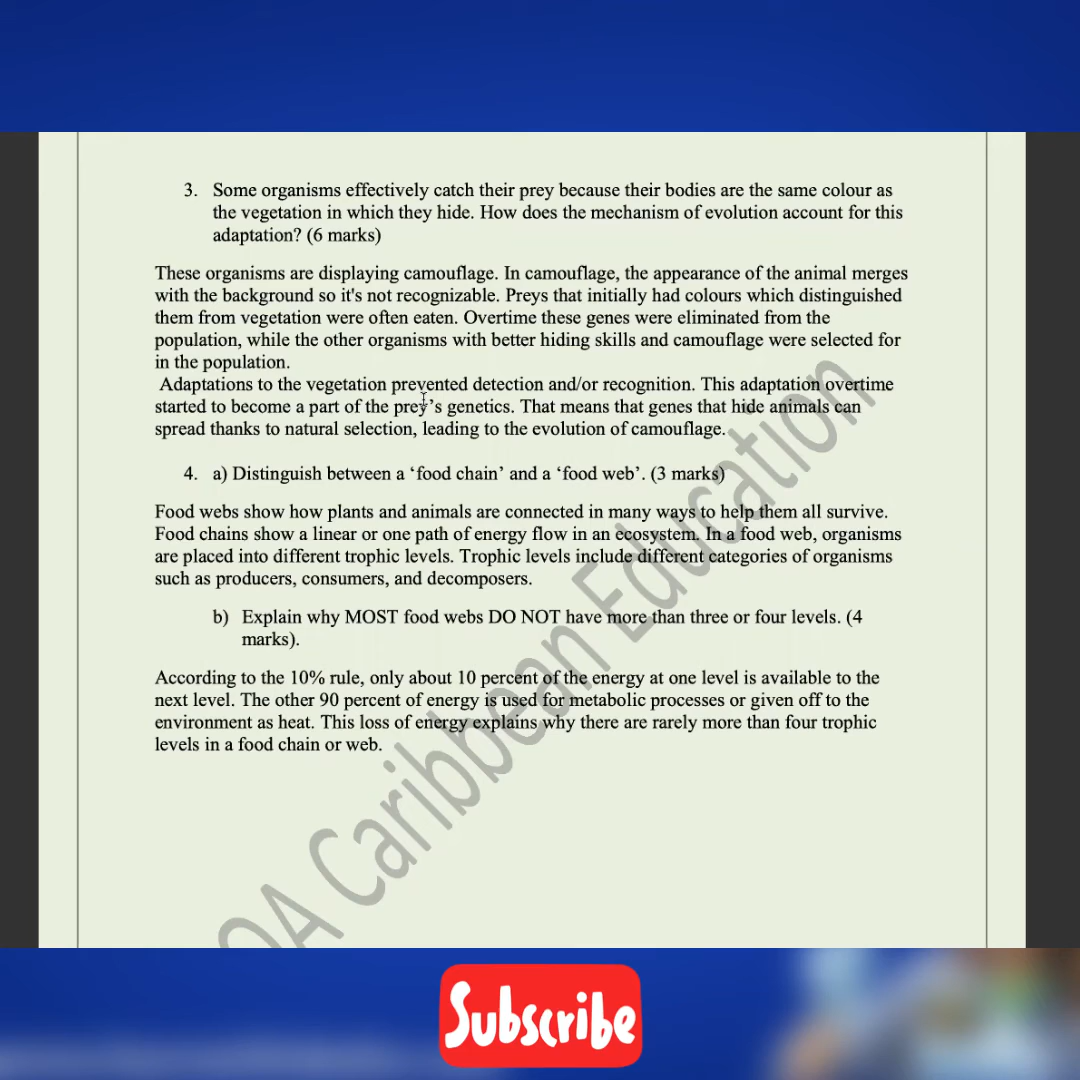 3. Some organisms effectively catch their prey because their bodies are the same colour as
the vegetation in which they hide. How does the mechanism of evolution account for this
adaptation? (6 marks)
These organisms are displaying camouflage. In camouflage, the appearance of the animal merges
with the background so it's not recognizable. Preys that initially had colours which distinguished
them from vegetation were often eaten. Overtime these genes were eliminated from the
population, while the other organisms with better hiding skills and camouflage were selected for
in the population.
Adaptations to the vegetation prevented detection and/or recognition. This adaptation overtime
started to become a part of the prey's genetics. That means that genes that hide animals can
spread thanks to natural selection, leading to the evolution of camouflage.
4. a) Distinguish between a ‘food chain’ and a ‘food web’. (3 marks)
Food webs show how plants and animals are connected in many ways to help them all survive.
Food chains show a linear or one path of energy flow in an ecosystem. In a food web, organisms
are placed into different trophic levels. Trophic levels include different categories of organisms
such as producers, consumers, and decomposers.
b) Explain why MOST food webs DO NOT have more than three or four levels. (4
marks).
According to the 10% rule, only about 10 percent of the energy at one level is available to the
next level. The other 90 percent of energy is used for metabolic processes or given off to the
environment as heat. This loss of energy explains why there are rarely more than four trophic
levels in a food chain or web.
OA Caribbean Education
Subscribe